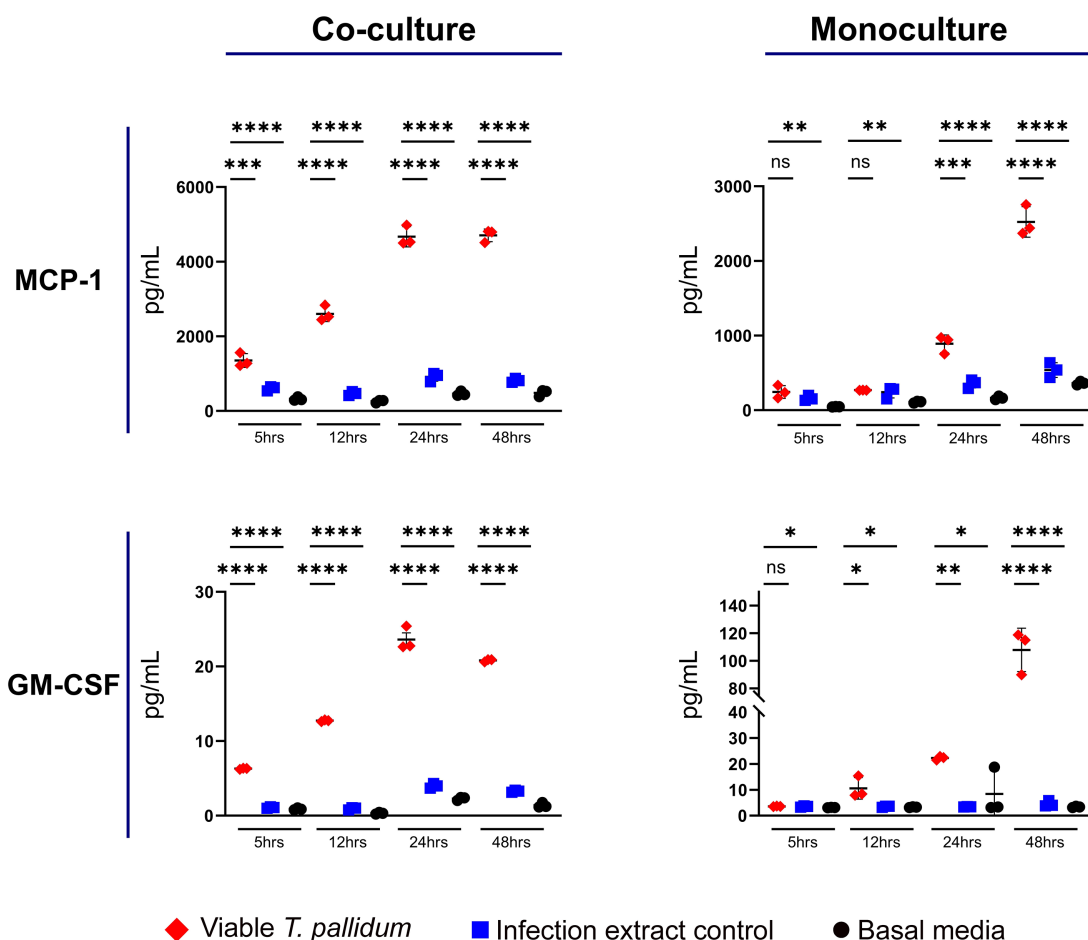 Co-culture Monoculture
MCP-1
**** **** **** ****
*** **** **** ****
6000
4000
2000
0
pg/mL
5hrs 12hrs 24hrs 48hrs
** ** **** ****
ns ns *** ****
3000
2000
1000
0
pg/mL
5hrs 12hrs 24hrs 48hrs
GM-CSF
**** **** **** ****
**** **** **** ****
30
20
10
0
pg/mL
5hrs 12hrs 24hrs 48hrs
* * * ****
ns * ** ****
140
120
100
80
60
40
30
20
10
0
pg/mL
5hrs 12hrs 24hrs 48hrs
Viable T. pallidum Infection extract control Basal media